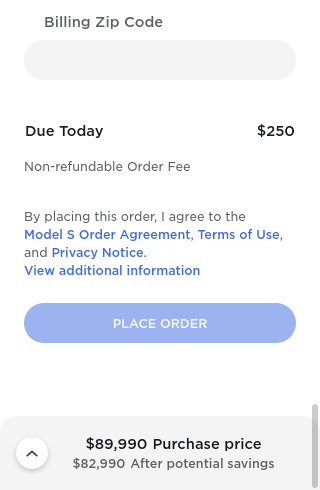 Billing Zip Code
Due Today $250
Non-refundable Order Fee
By placing this order, I agree to the
Model S Order Agreement, Terms of Use,
and Privacy Notice.
View additional information
PLACE ORDER
$89,990 Purchase price
$82,990 After potential savings